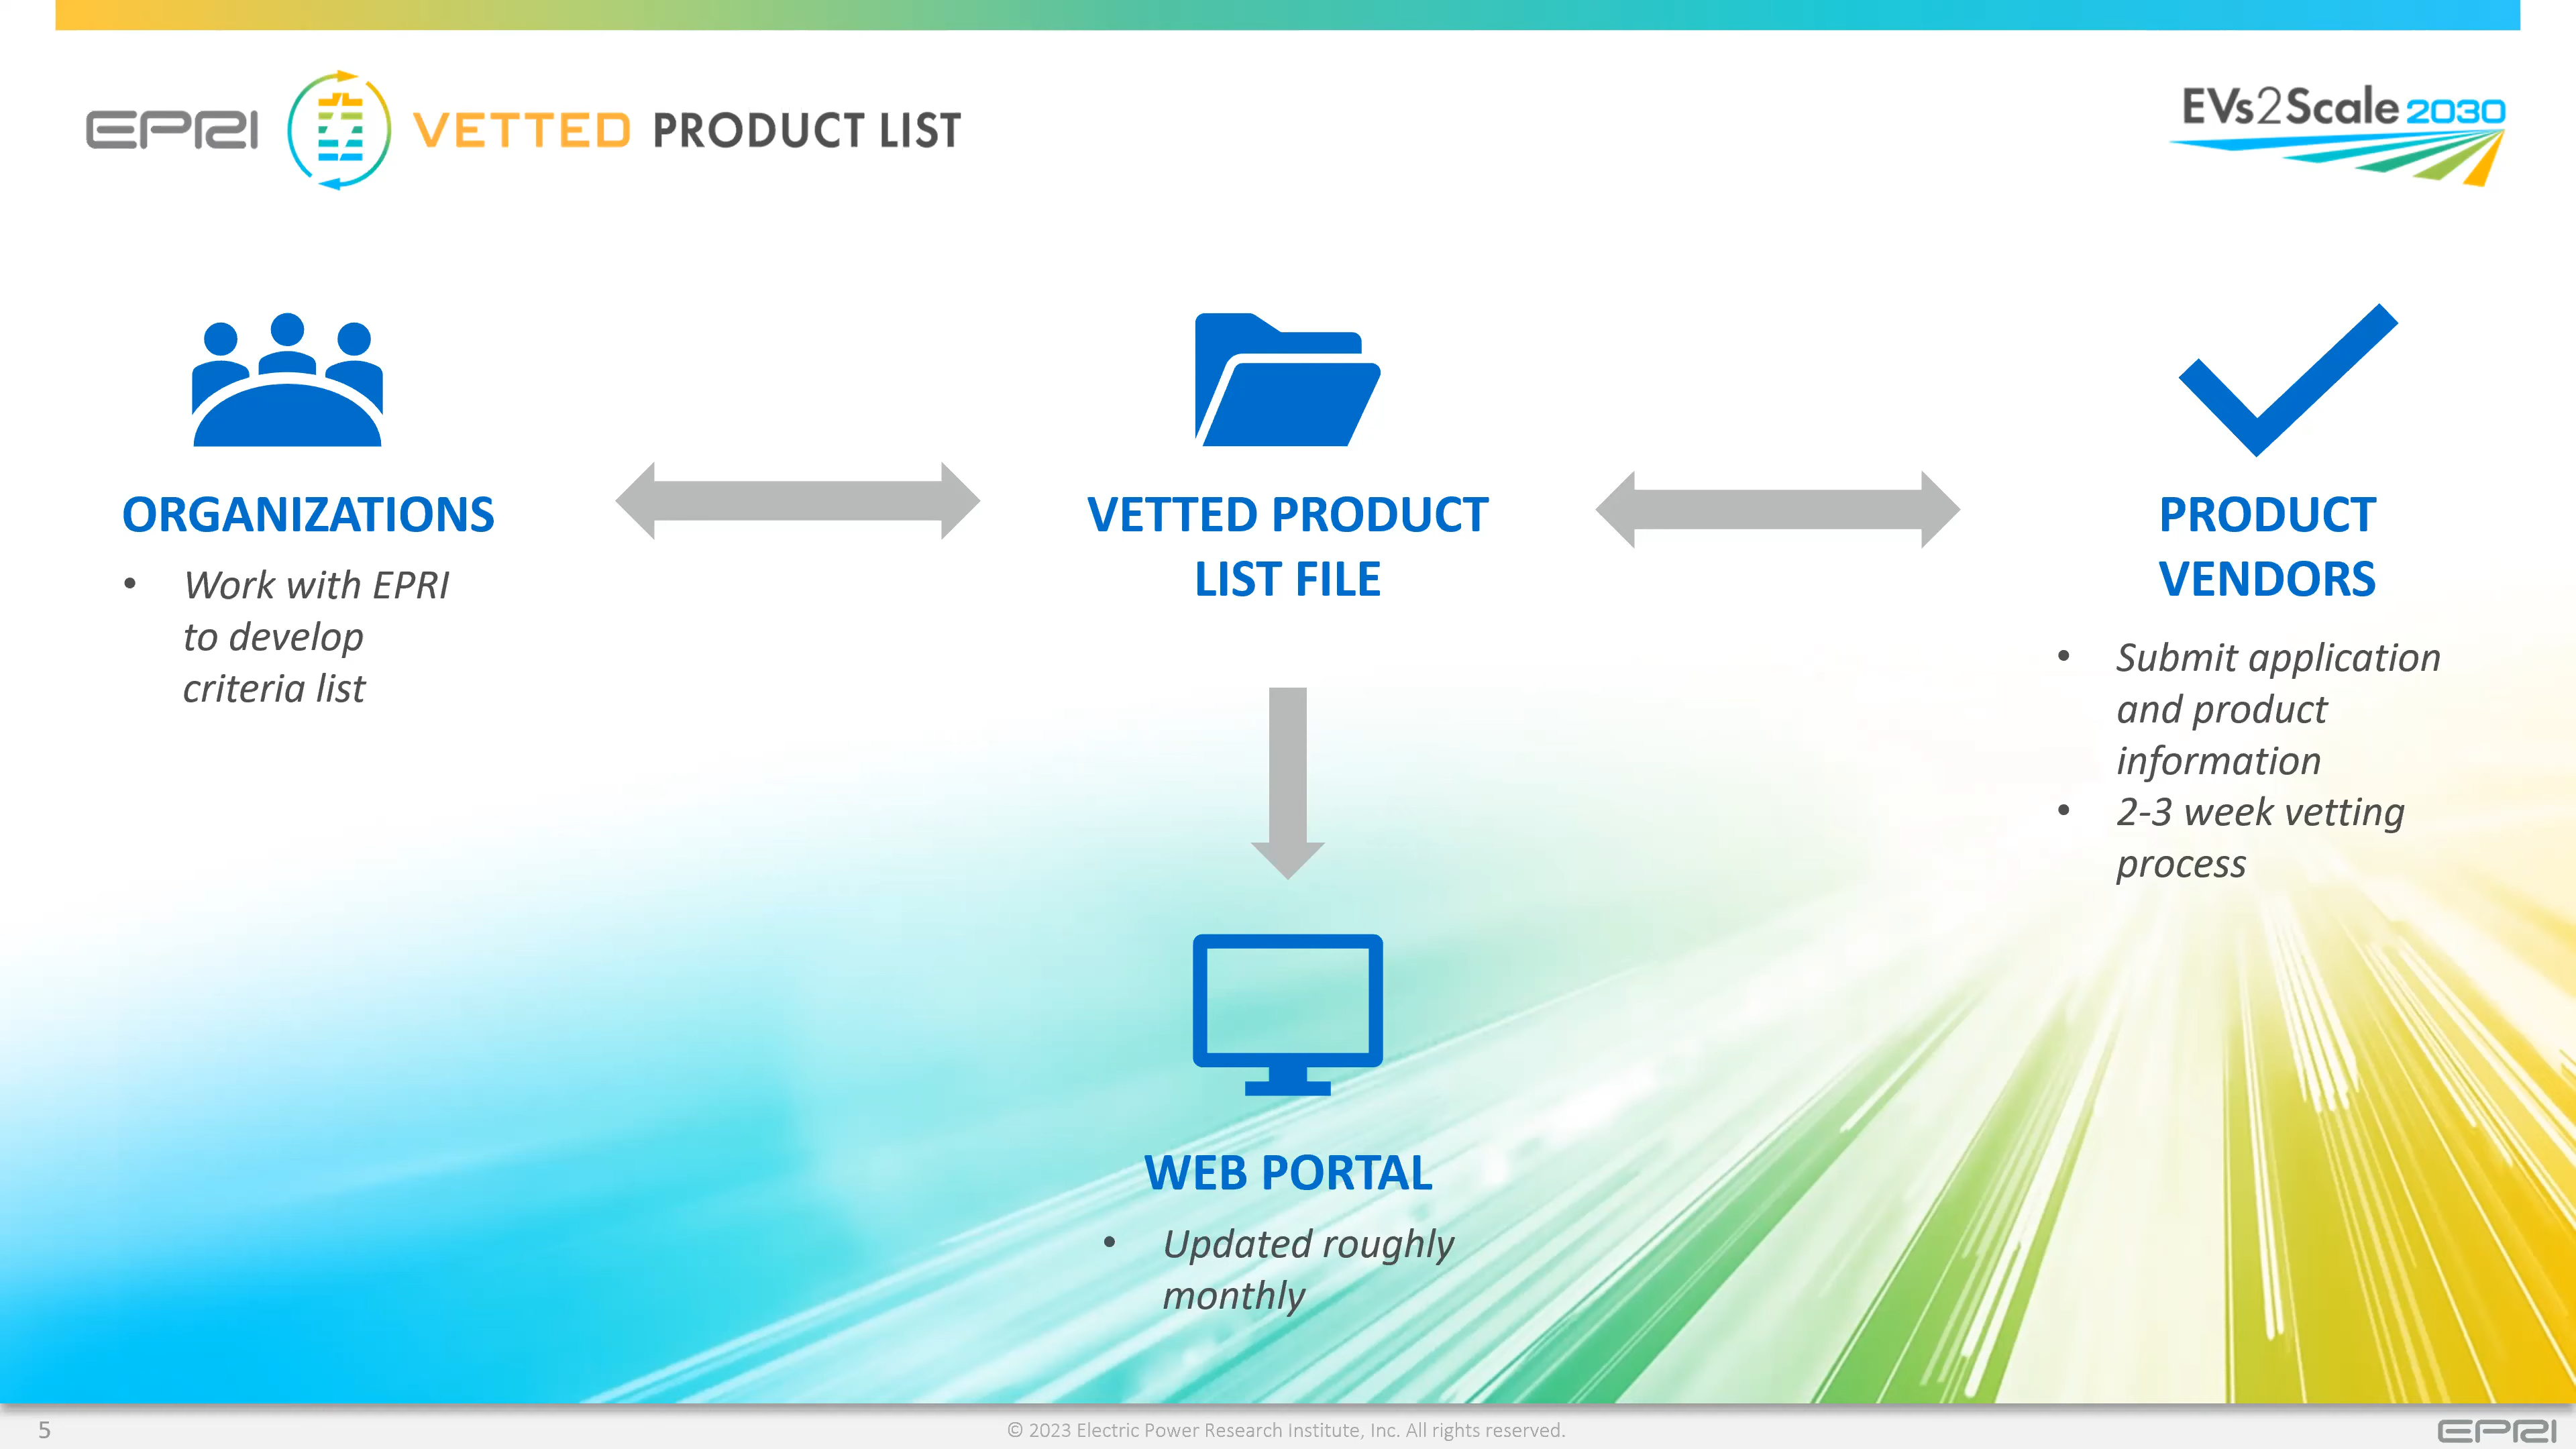 EPRI VETTED PRODUCT LIST
EVs2Scale 2030
ORGANIZATIONS
• Work with EPRI
to develop
criteria list
VETTED PRODUCT
LIST FILE
PRODUCT
VENDORS
• Submit application
and product
information
• 2-3 week vetting
process
WEB PORTAL
• Updated roughly
monthly
5
© 2023 Electric Power Research Institute, Inc. All rights reserved.
EPRI